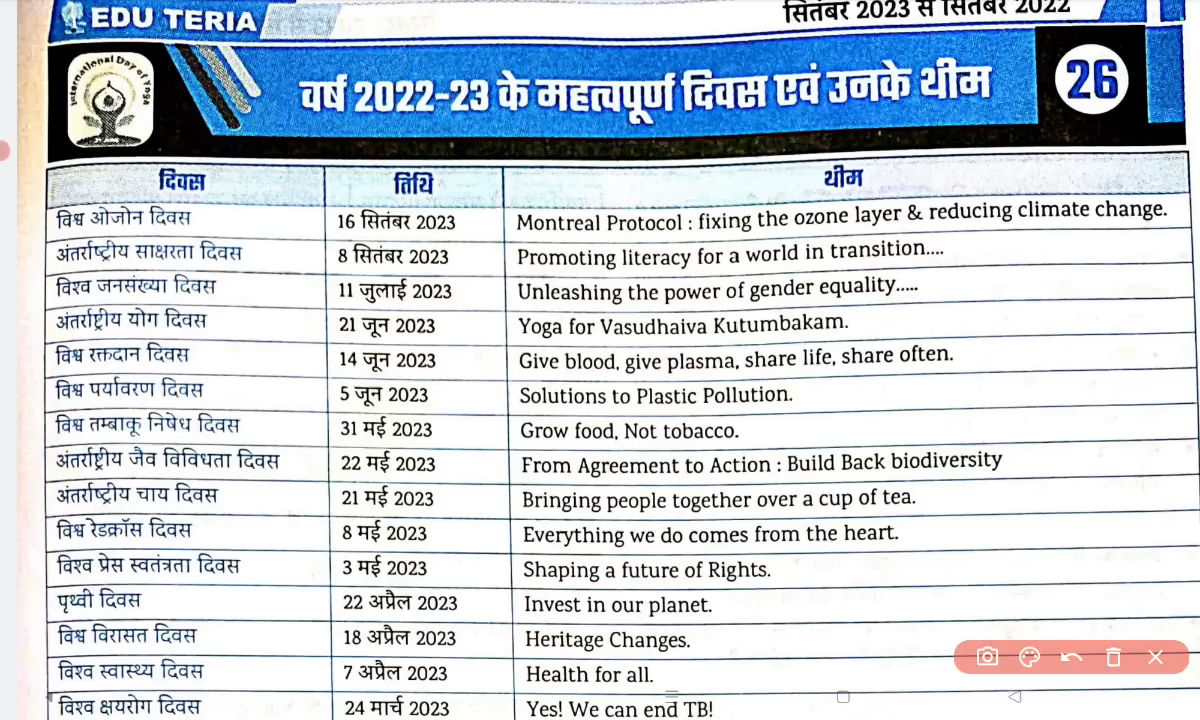 EDU TERIA
सितंबर 2023 से सितंबर 2022
International Day of Yoga
वर्ष 2022-23 के महत्वपूर्ण दिवस एवं उनके थीम
26
दिवस तिथि थीम
विश्व ओजोन दिवस 16 सितंबर 2023 Montreal Protocol : fixing the ozone layer & reducing climate change.
अंतर्राष्ट्रीय साक्षरता दिवस 8 सितंबर 2023 Promoting literacy for a world in transition....
विश्व जनसंख्या दिवस 11 जुलाई 2023 Unleashing the power of gender equality.....
अंतर्राष्ट्रीय योग दिवस 21 जून 2023 Yoga for Vasudhaiva Kutumbakam.
विश्व रक्तदान दिवस 14 जून 2023 Give blood, give plasma, share life, share often.
विश्व पर्यावरण दिवस 5 जून 2023 Solutions to Plastic Pollution.
विश्व तम्बाकू निषेध दिवस 31 मई 2023 Grow food, Not tobacco.
अंतर्राष्ट्रीय जैव विविधता दिवस 22 मई 2023 From Agreement to Action : Build Back biodiversity
अंतर्राष्ट्रीय चाय दिवस 21 मई 2023 Bringing people together over a cup of tea.
विश्व रेडक्रॉस दिवस 8 मई 2023 Everything we do comes from the heart.
विश्व प्रेस स्वतंत्रता दिवस 3 मई 2023 Shaping a future of Rights.
पृथ्वी दिवस 22 अप्रैल 2023 Invest in our planet.
विश्व विरासत दिवस 18 अप्रैल 2023 Heritage Changes.
विश्व स्वास्थ्य दिवस 7 अप्रैल 2023 Health for all.
विश्व क्षयरोग दिवस 24 मार्च 2023 Yes! We can end TB!